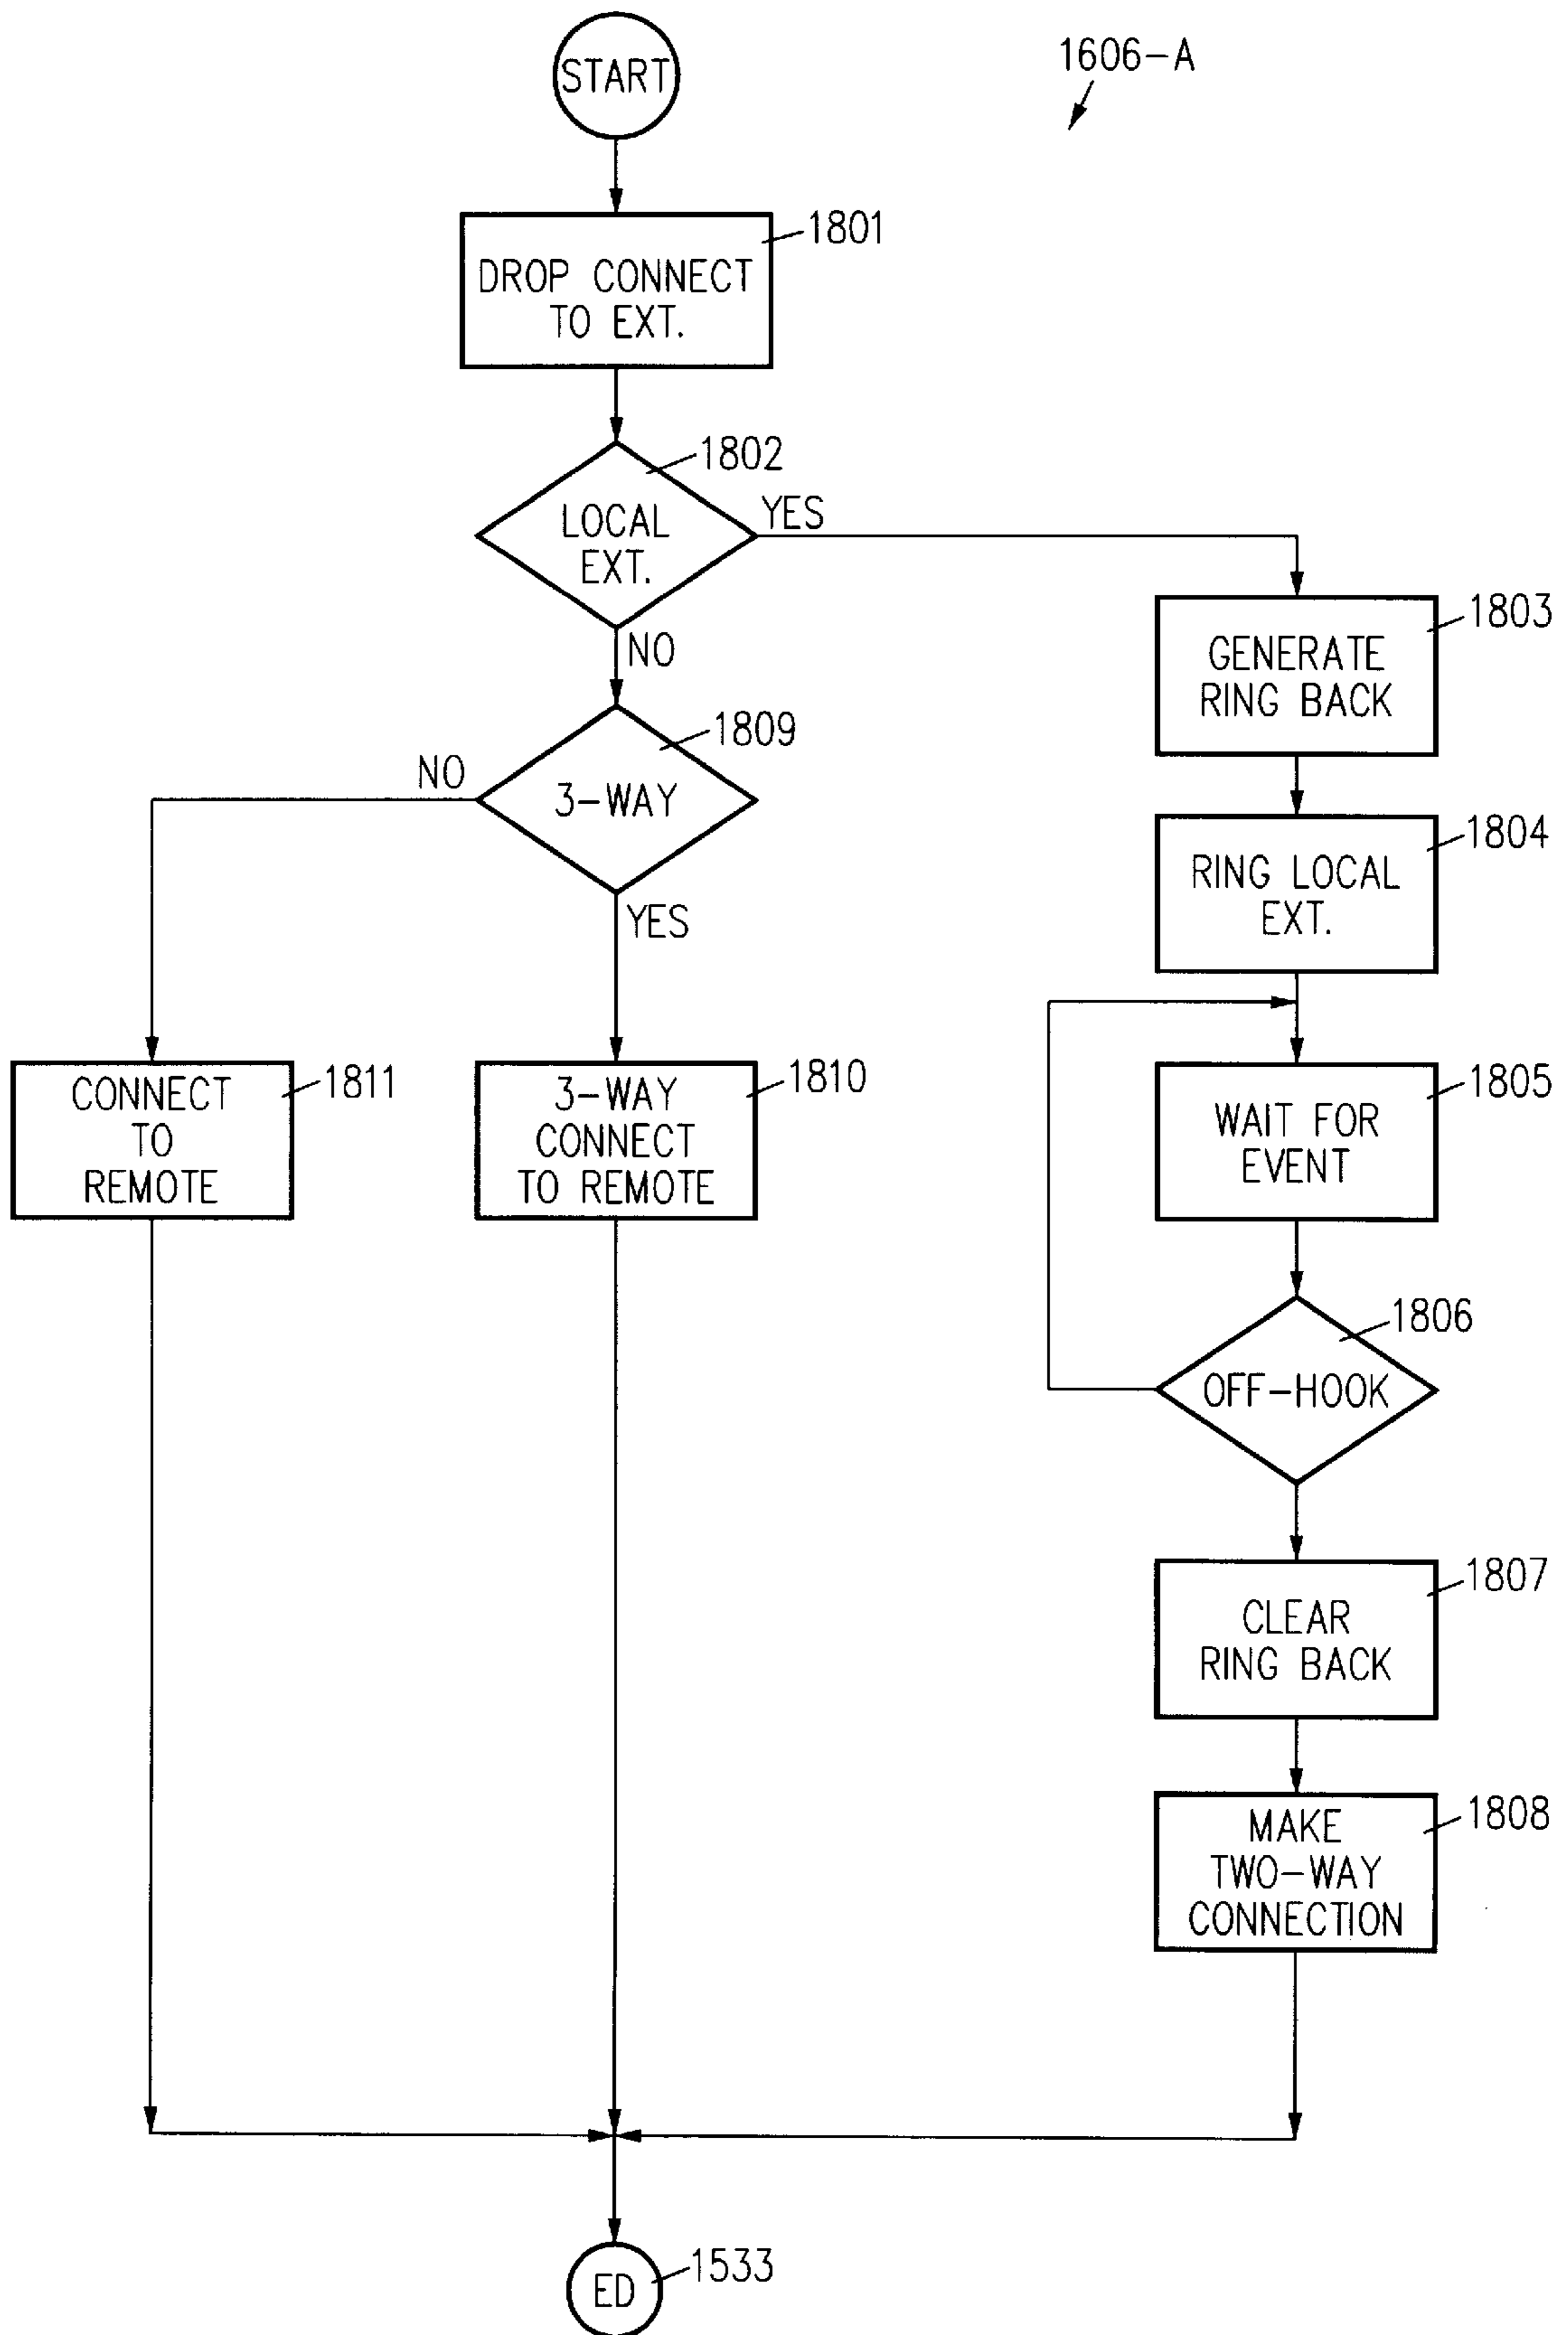 START
1606-A
1801
DROP CONNECT
TO EXT.
1802
LOCAL
EXT.
YES
NO
1803
GENERATE
RING BACK
1809
3-WAY
NO
YES
1804
RING LOCAL
EXT.
1811
CONNECT
TO
REMOTE
1810
3-WAY
CONNECT
TO REMOTE
1805
WAIT FOR
EVENT
1806
OFF-HOOK
1807
CLEAR
RING BACK
1808
MAKE
TWO-WAY
CONNECTION
ED
1533